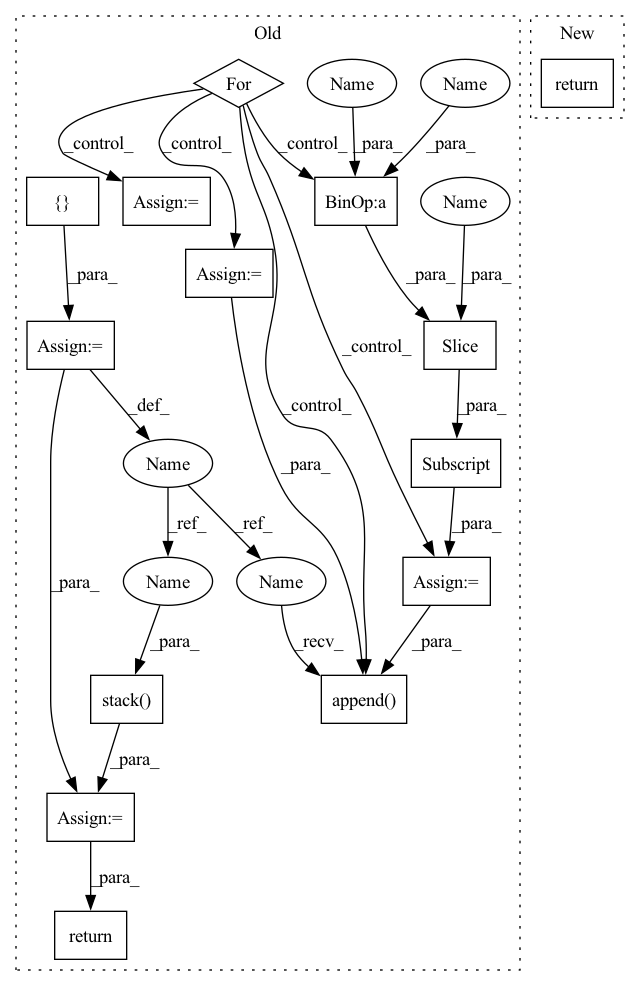 Old
New
For
Name
Name
return
_control_
_control_
_control_
_para_
_para_
{}
Assign:=
BinOp:a
Name
_para_
Assign:=
_para_
_para_
Assign:=
_control_
Slice
_def_
_control_
_para_
Name
_para_
Subscript
_ref_
_ref_
_para_
_para_
Name
Name
Assign:=
_para_
_recv_
_para_
stack()
append()
_para_
Assign:=
_para_
return